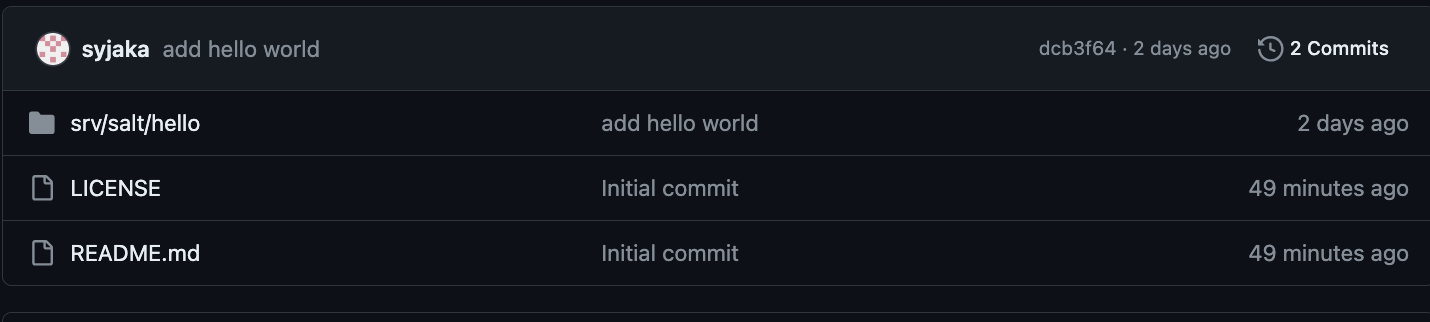 syjaka add hello world dcb3f64 · 2 days ago 2 Commits
srv/salt/hello add hello world 2 days ago
LICENSE Initial commit 49 minutes ago
README.md Initial commit 49 minutes ago